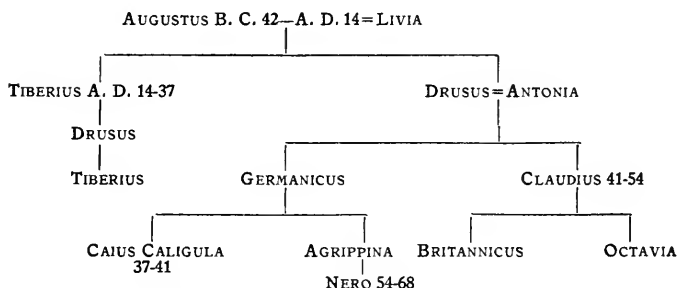 AUGUSTUS B. C. 42—A. D. 14=LIVIA
TIBERIUS A. D. 14-37 DRUSUS=ANTONIA
DRUSUS
TIBERIUS GERMANICUS CLAUDIUS 41-54
CAIUS CALIGULA AGRIPPINA BRITANNICUS OCTAVIA
37-41
NERO 54-68